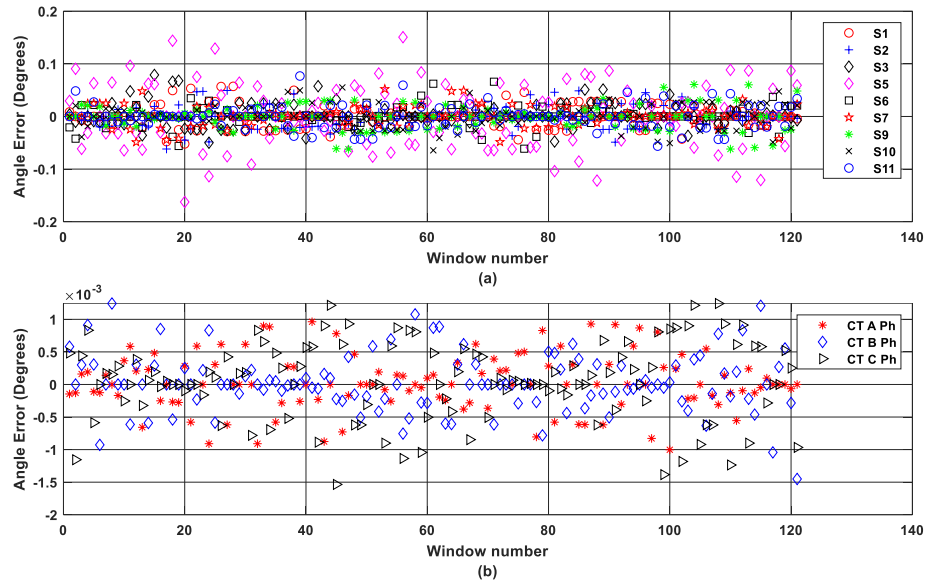 0.2
0.1
0
-0.1
-0.2
Angle Error (Degrees)
0 20 40 60 80 100 120 140
Window number
(a)
S1
S2
S3
S5
S6
S7
S9
S10
S11
×10-3
1
0.5
0
-0.5
-1
-1.5
-2
Angle Error (Degrees)
0 20 40 60 80 100 120 140
Window number
(b)
CT A Ph
CT B Ph
CT C Ph